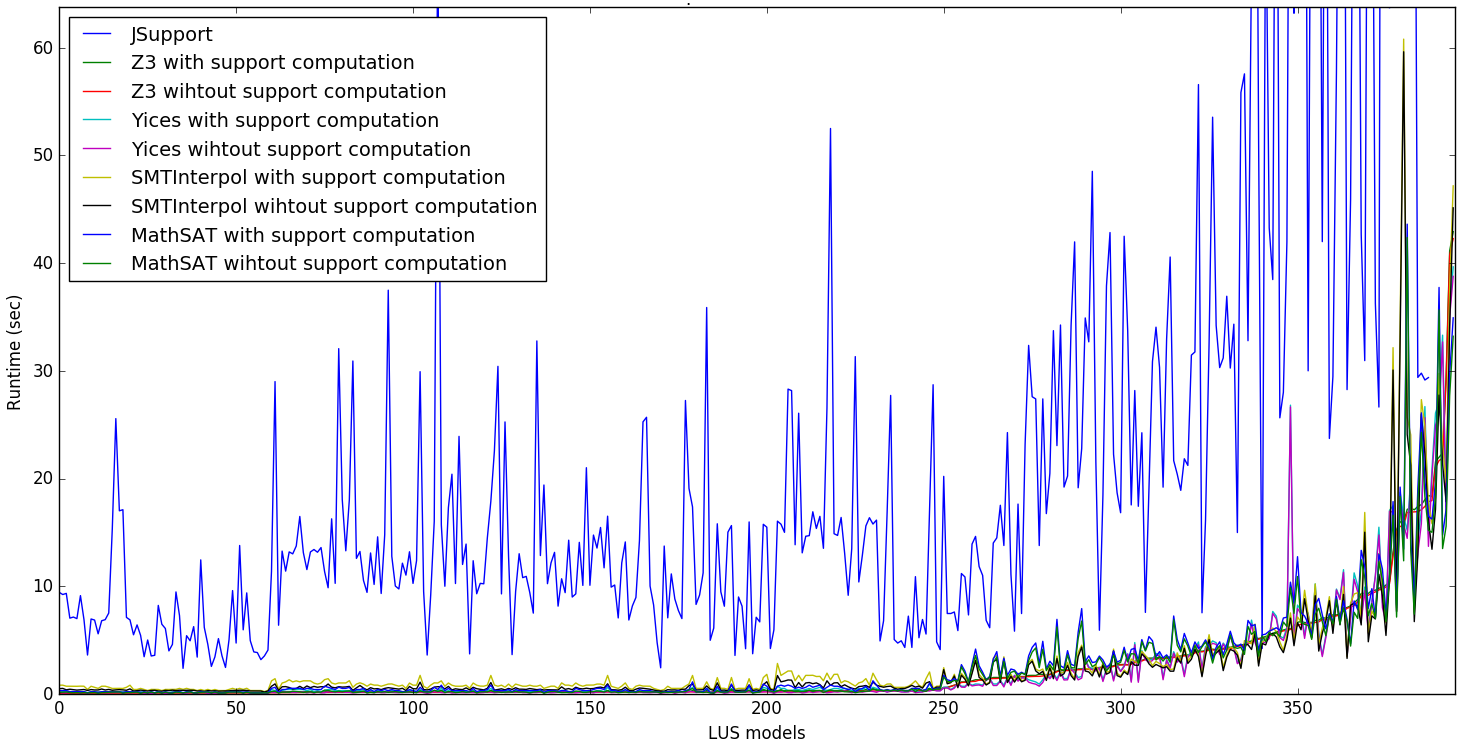 JSupport
Z3 with support computation
Z3 wihtout support computation
Yices with support computation
Yices wihtout support computation
SMTInterpol with support computation
SMTInterpol wihtout support computation
MathSAT with support computation
MathSAT wihtout support computation
60
50
40
30
20
10
0
Runtime (sec)
0 50 100 150 200 250 300 350
LUS models